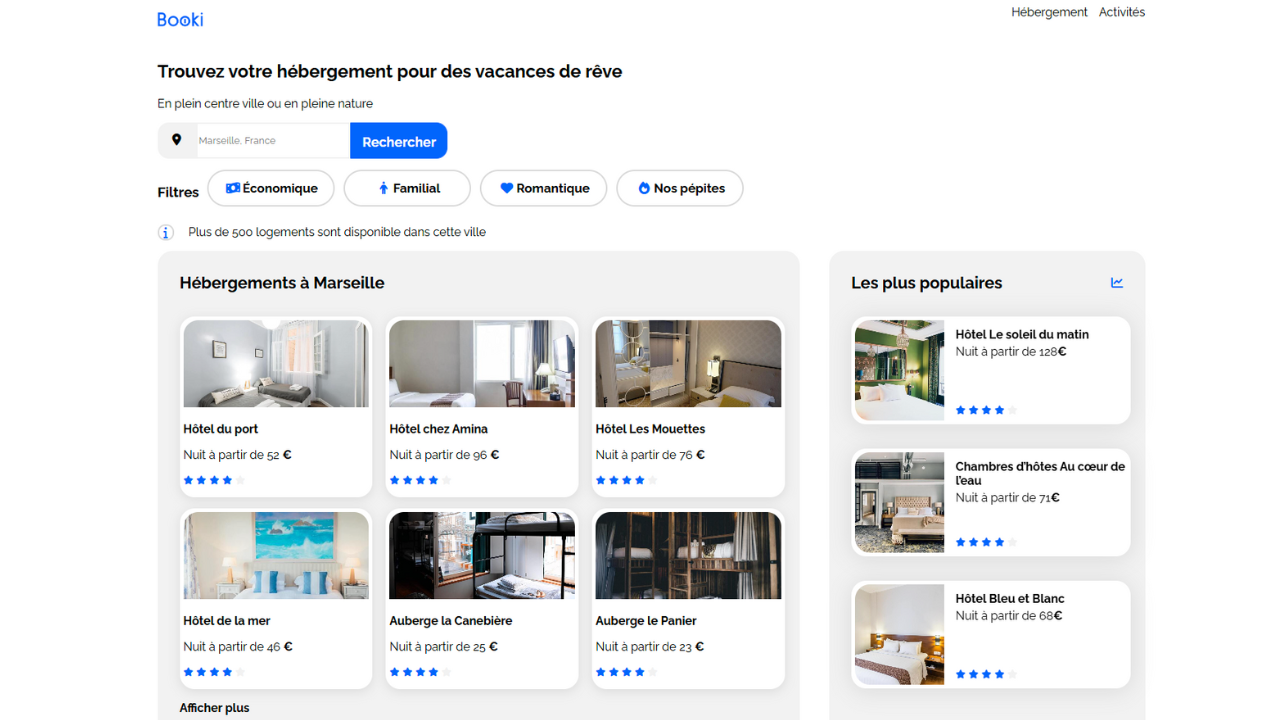 Booki
Hébergement Activités
Trouvez votre hébergement pour des vacances de rêve
En plein centre ville ou en pleine nature
Marseille, France Rechercher
Filtres Économique Familial Romantique Nos pépites
Plus de 500 logements sont disponible dans cette ville
Hébergements à Marseille
Hôtel du port
Nuit à partir de 52 €
Hôtel chez Amina
Nuit à partir de 96 €
Hôtel Les Mouettes
Nuit à partir de 76 €
Hôtel de la mer
Nuit à partir de 46 €
Auberge la Canebière
Nuit à partir de 25 €
Auberge le Panier
Nuit à partir de 23 €
Afficher plus
Les plus populaires
Hôtel Le soleil du matin
Nuit à partir de 128€
Chambres d'hôtes Au cœur de
l'eau
Nuit à partir de 71€
Hôtel Bleu et Blanc
Nuit à partir de 68€